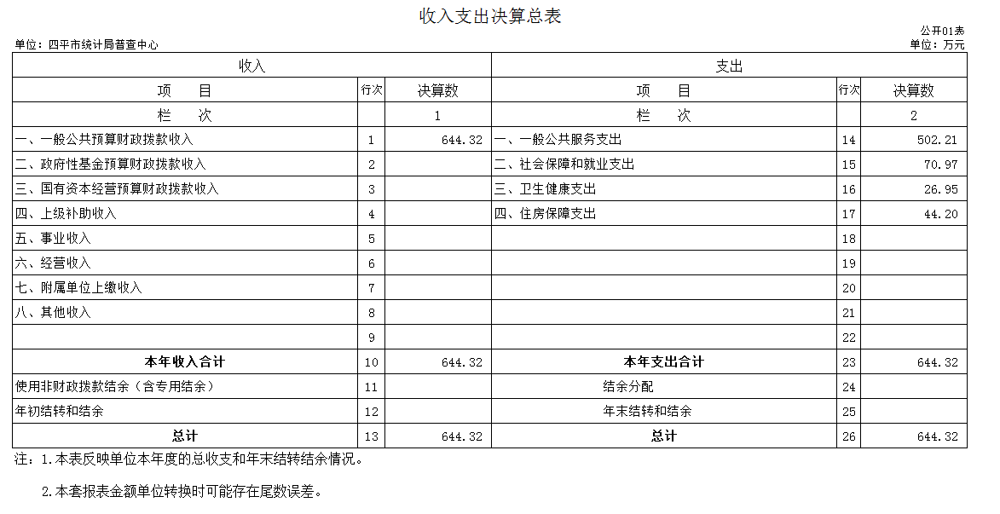 收入支出决算总表
公开01表
单位：四平市统计局普查中心 单位：万元
收入 支出
项 目 行次 决算数 项 目 行次 决算数
栏 次 1 栏 次 2
一、一般公共预算财政拨款收入 1 644.32 一、一般公共服务支出 14 502.21
二、政府性基金预算财政拨款收入 2 二、社会保障和就业支出 15 70.97
三、国有资本经营预算财政拨款收入 3 三、卫生健康支出 16 26.95
四、上级补助收入 4 四、住房保障支出 17 44.20
五、事业收入 5 18
六、经营收入 6 19
七、附属单位上缴收入 7 20
八、其他收入 8 21
9 22
本年收入合计 10 644.32 本年支出合计 23 644.32
使用非财政拨款结余（含专用结余） 11 结余分配 24
年初结转和结余 12 年末结转和结余 25
总计 13 644.32 总计 26 644.32
注：1.本表反映单位本年度的总收支和年末结转结余情况。
2.本套报表金额单位转换时可能存在尾数误差。